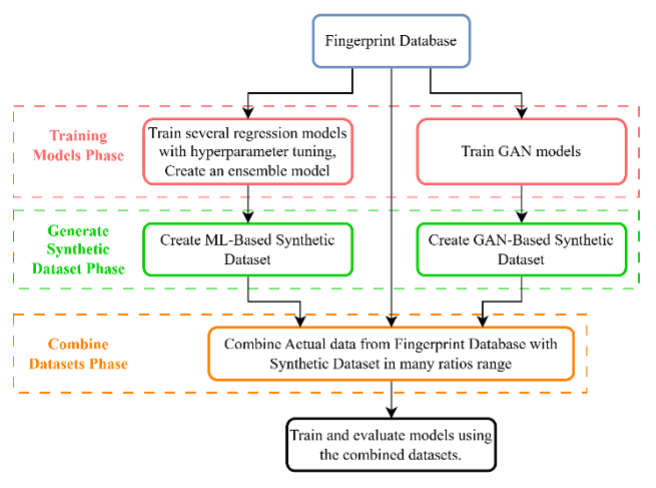 Fingerprint Database
Training
Models Phase
Train several regression models
with hyperparameter tuning,
Create an ensemble model
Train GAN models
Generate
Synthetic
Dataset Phase
Create ML-Based Synthetic
Dataset
Create GAN-Based Synthetic
Dataset
Combine
Datasets Phase
Combine Actual data from Fingerprint Database with
Synthetic Dataset in many ratios range
Train and evaluate models using
the combined datasets.